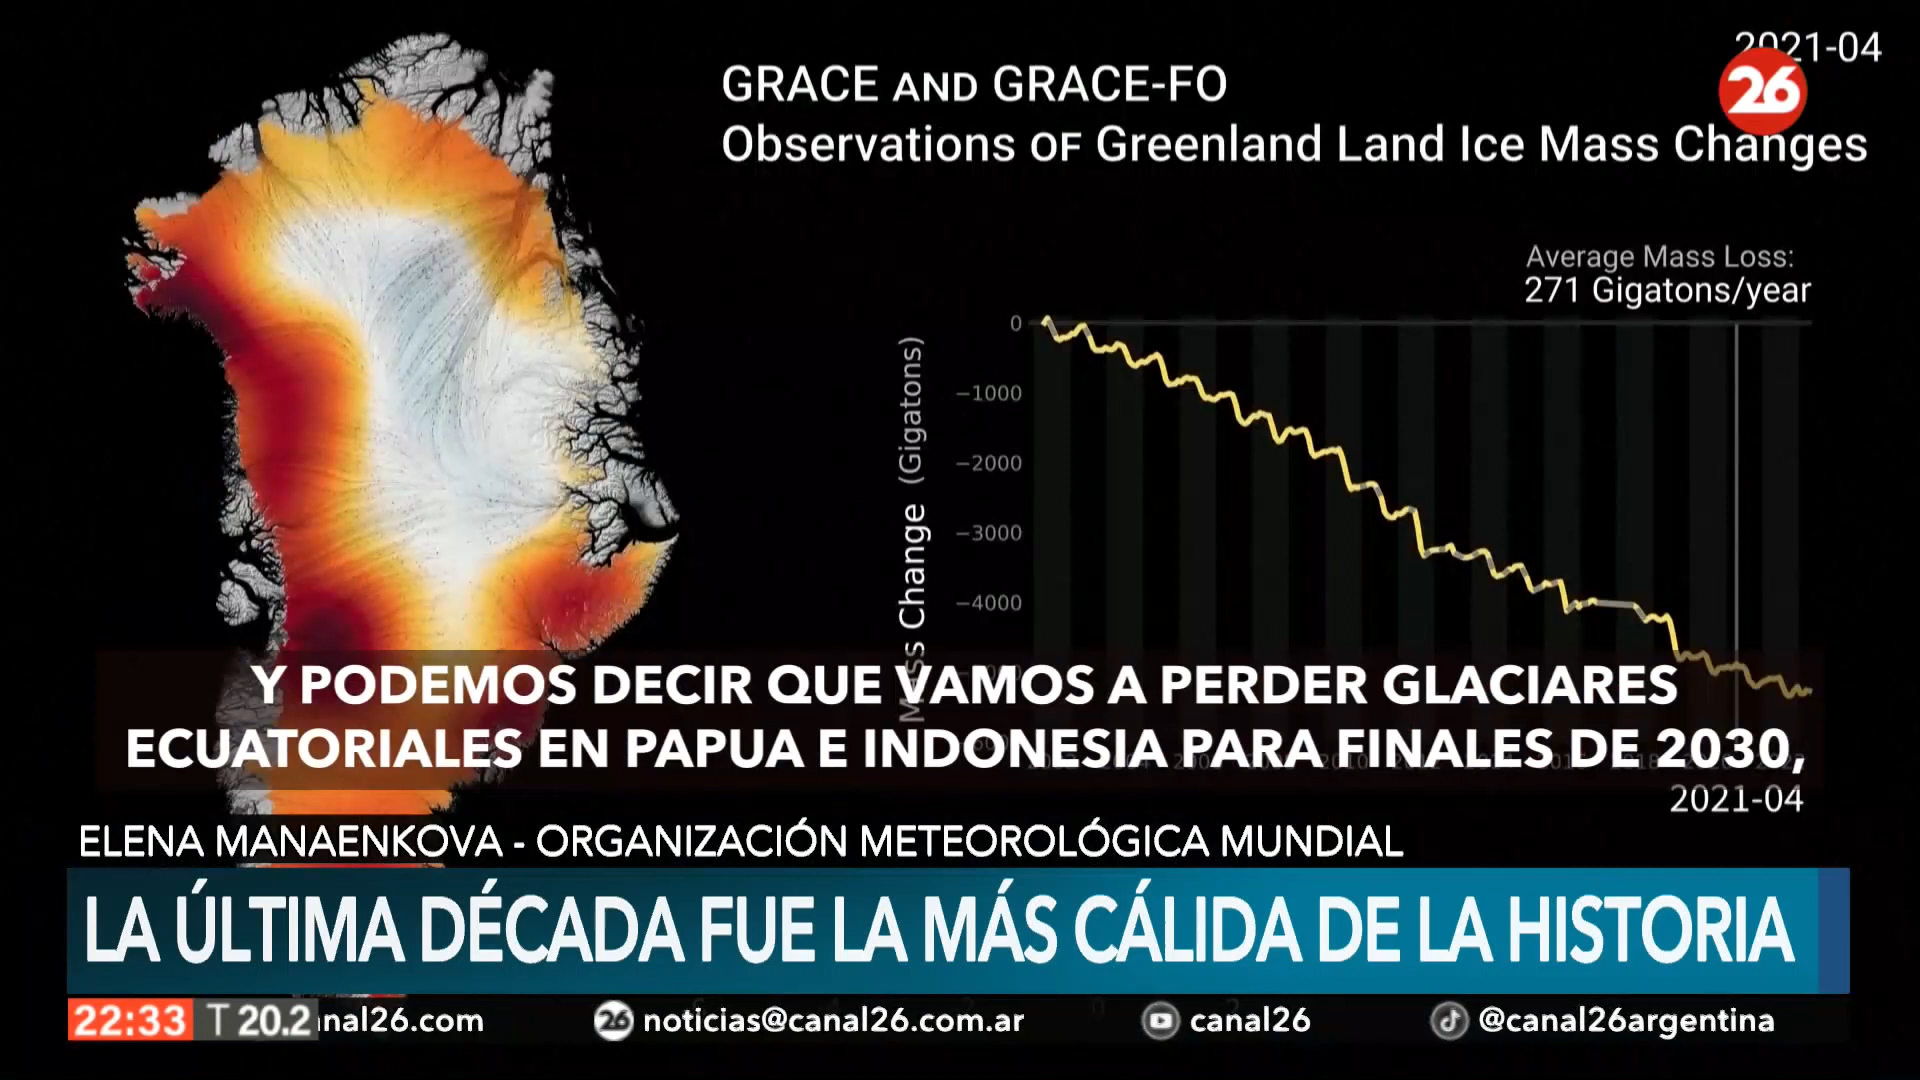 2021-04
26
GRACE AND GRACE-FO
Observations OF Greenland Land Ice Mass Changes
Average Mass Loss:
271 Gigatons/year
Mass Change (Gigatons)
0
−1000
−2000
−3000
−4000
Y PODEMOS DECIR QUE VAMOS A PERDER GLACIARES
ECUATORIALES EN PAPUA E INDONESIA PARA FINALES DE 2030,
2021-04
ELENA MANAENKOVA - ORGANIZACIÓN METEOROLÓGICA MUNDIAL
LA ÚLTIMA DÉCADA FUE LA MÁS CÁLIDA DE LA HISTORIA
22:33 T 20.2 nal26.com 26 noticias@canal26.com.ar canal26 @canal26argentina